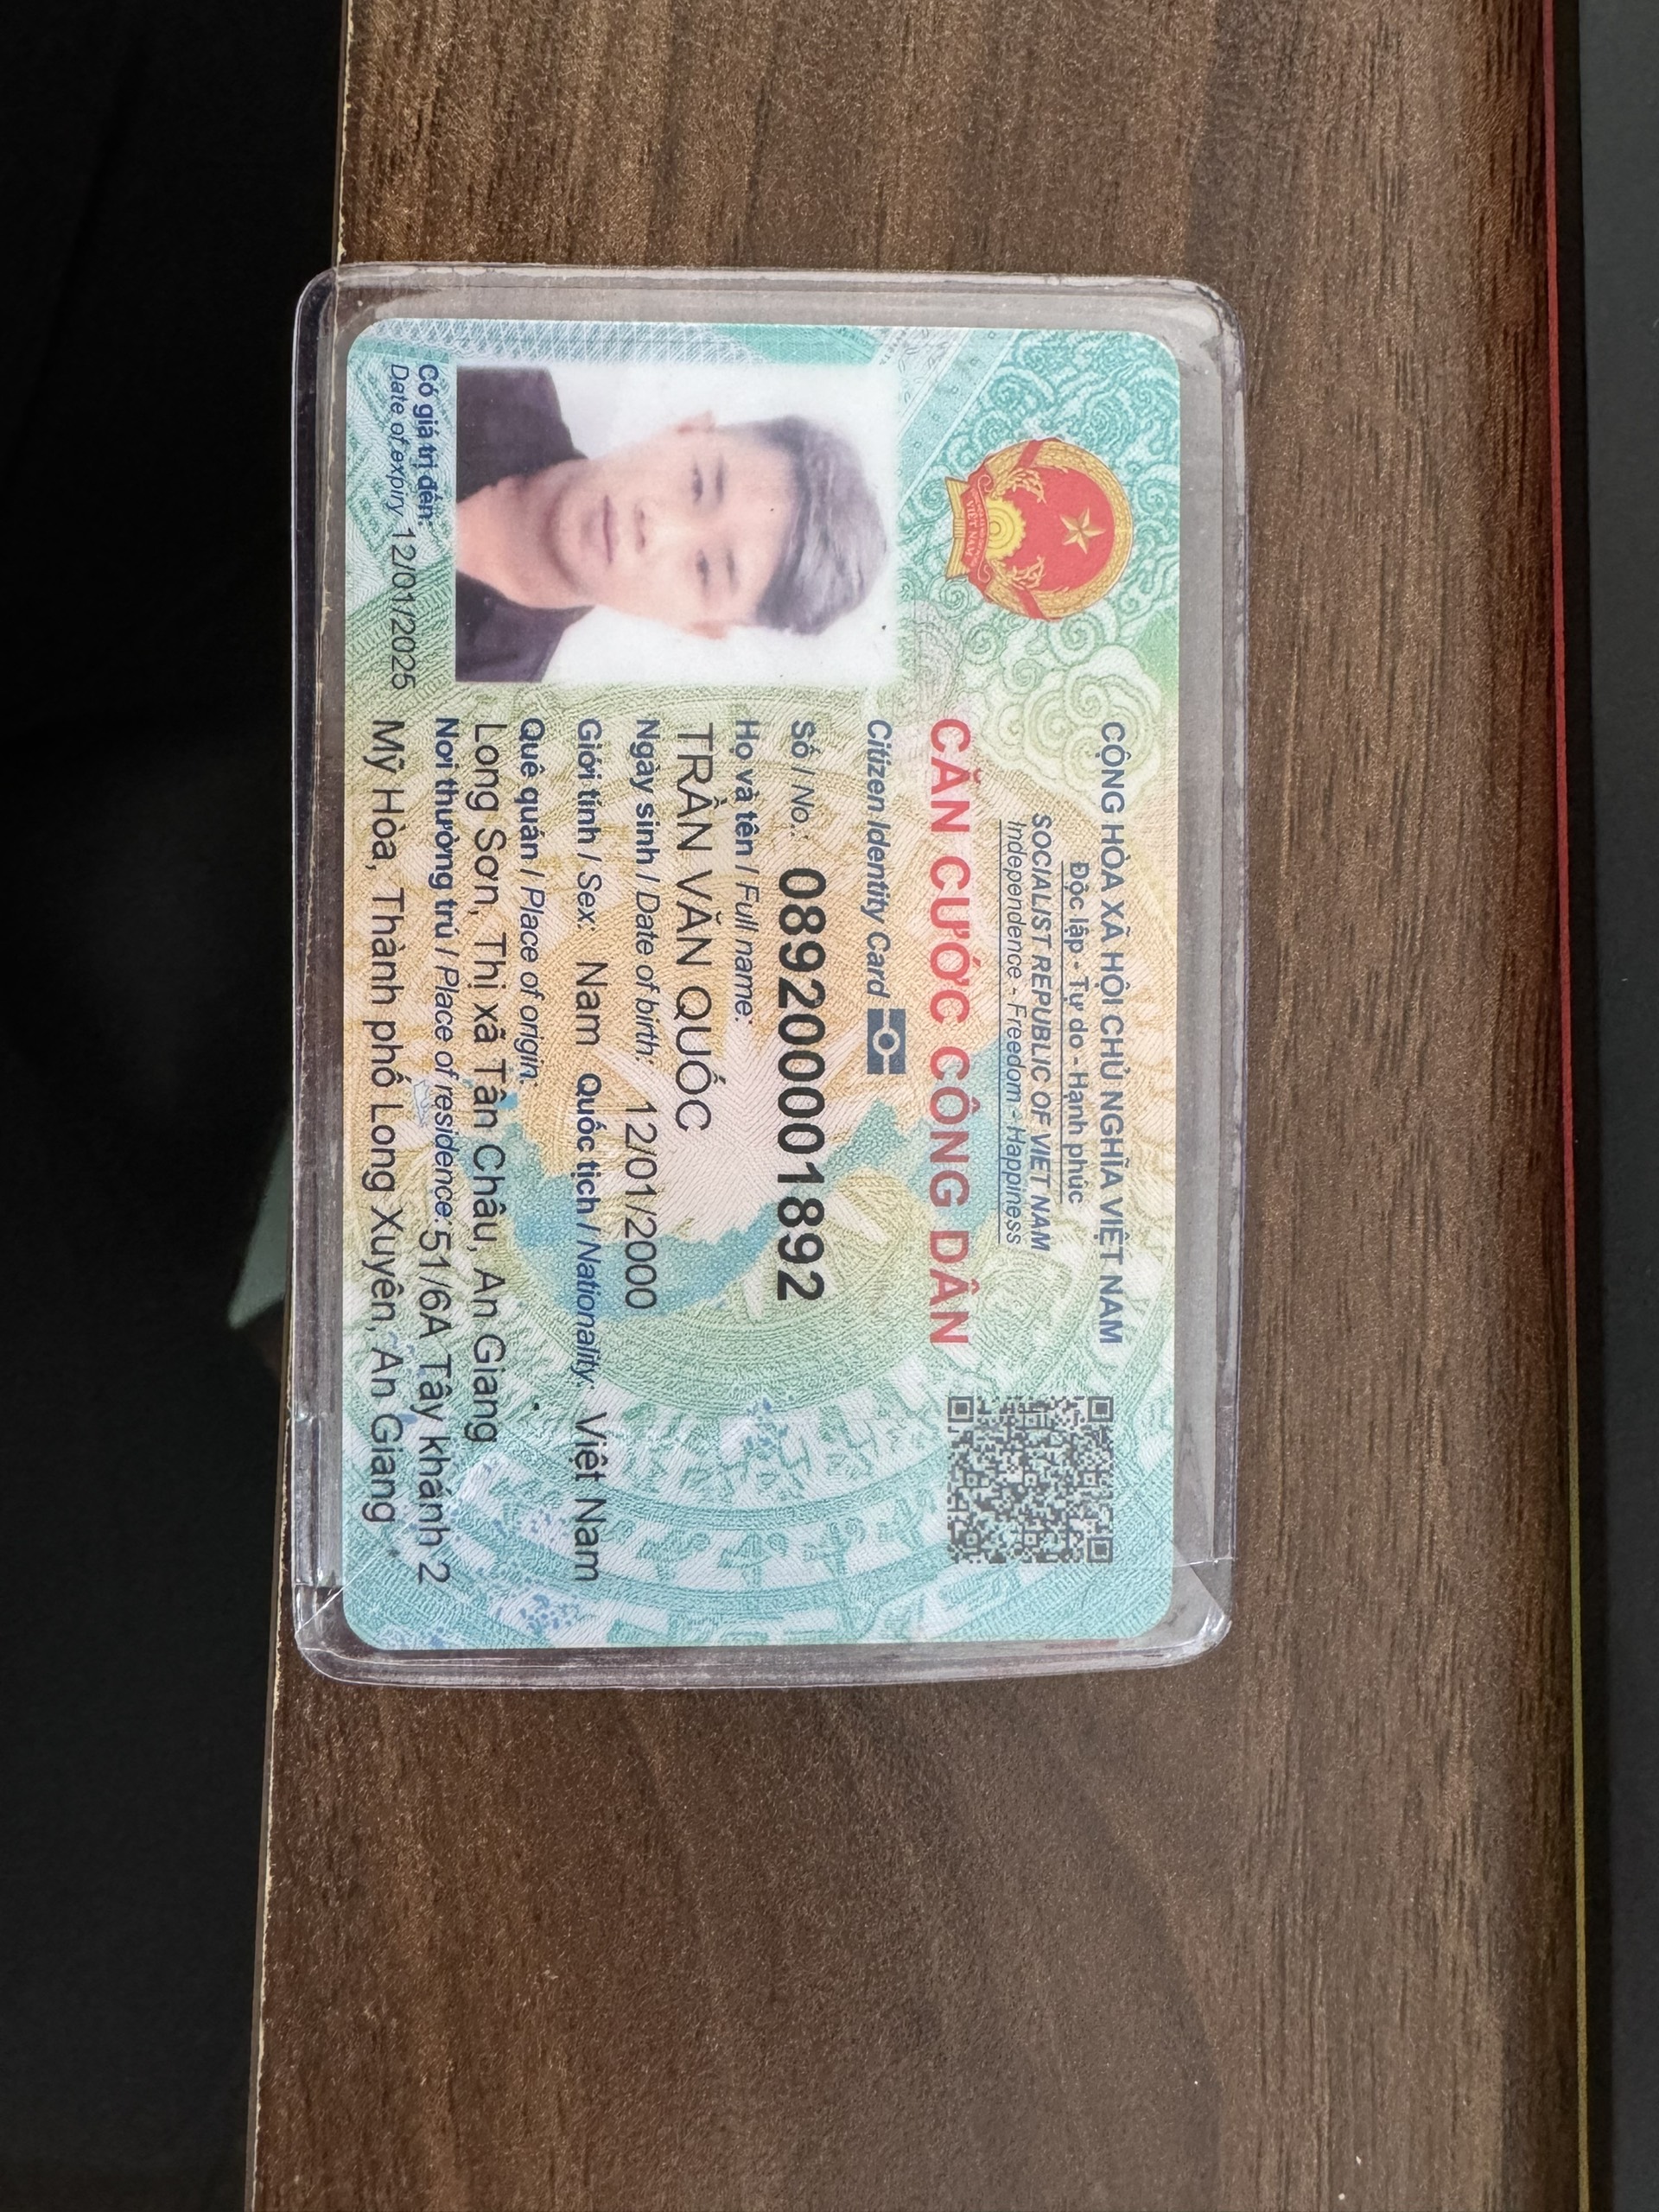 CỘNG HÒA XÃ HỘI CHỦ NGHĨA VIỆT NAM
Độc lập - Tự do - Hạnh phúc
SOCIALIST REPUBLIC OF VIET NAM
Independence - Freedom - Happiness
CĂN CƯỚC CÔNG DÂN
Citizen Identity Card
Số / No.: 089200001892
Họ và tên / Full name:
TRẦN VĂN QUỐC
Ngày sinh / Date of birth: 12/01/2000
Giới tính / Sex: Nam Quốc tịch / Nationality: Việt Nam
Quê quán / Place of origin:
Long Sơn, Thị xã Tân Châu, An Giang
Nơi thường trú / Place of residence: 51/6A Tây khánh 2
Mỹ Hòa, Thành phố Long Xuyên, An Giang
Có giá trị đến:
Date of expiry 12/01/2025
VIỆT NAM